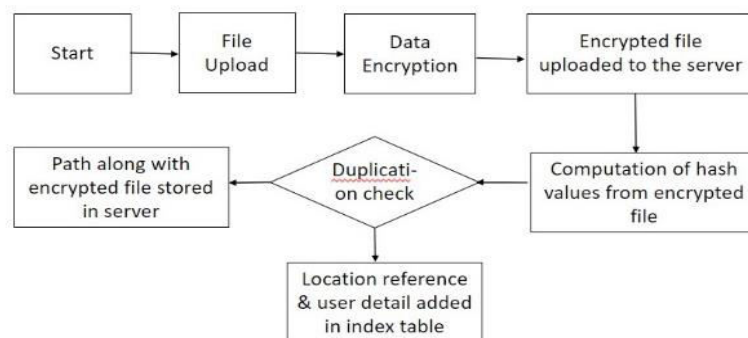 Start
File
Upload
Data
Encryption
Encrypted file
uploaded to the server
Computation of hash
values from encrypted
file
Duplicati-
on check
Path along with
encrypted file stored
in server
Location reference
& user detail added
in index table